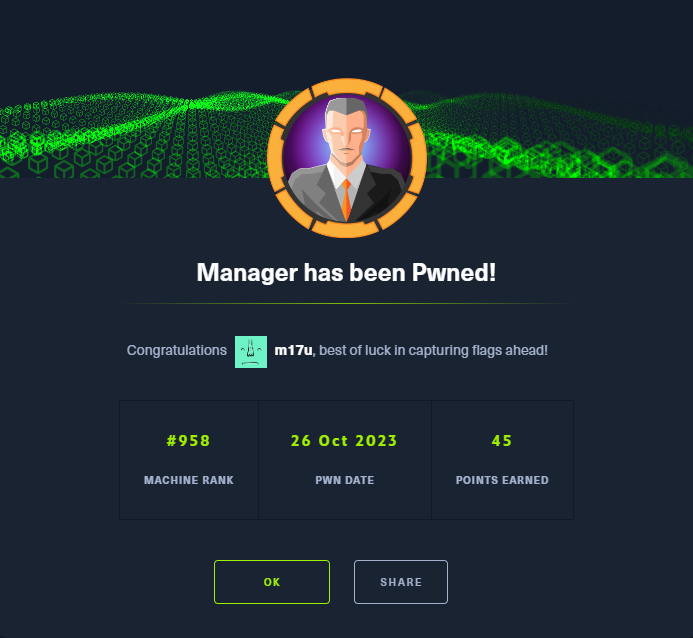 Manager has been Pwned!
Congratulations m17u, best of luck in capturing flags ahead!
#958 26 Oct 2023 45
MACHINE RANK PWN DATE POINTS EARNED
OK SHARE